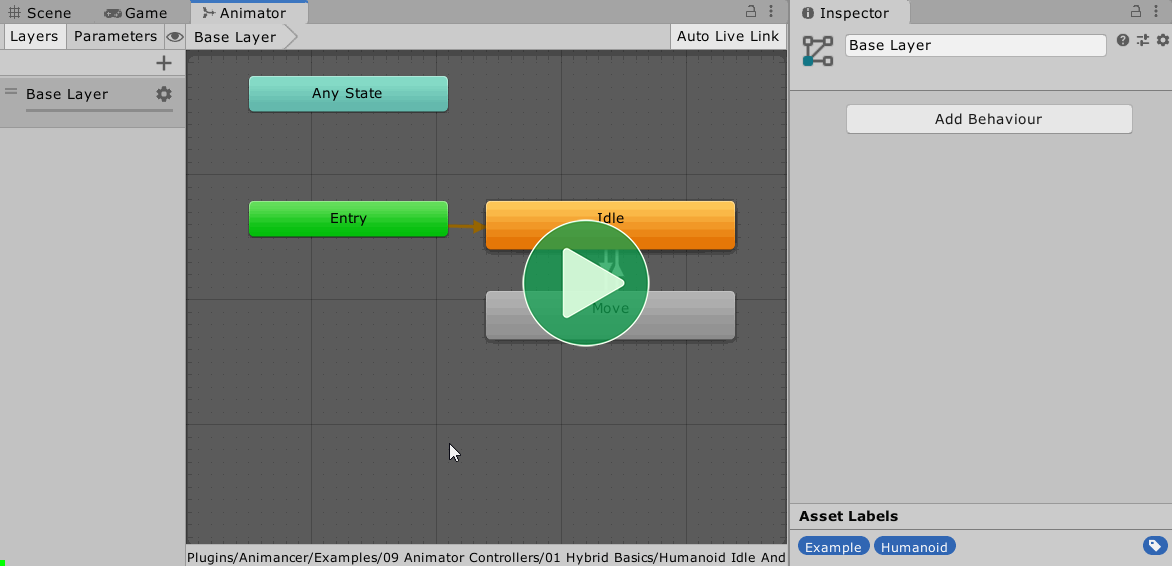 Scene Game Animator Inspector
Layers Parameters Base Layer Auto Live Link Base Layer
Base Layer
Any State
Add Behaviour
Entry Idle
Move
Asset Labels
Example Humanoid
Plugins/Animancer/Examples/09 Animator Controllers/01 Hybrid Basics/Humanoid Idle And